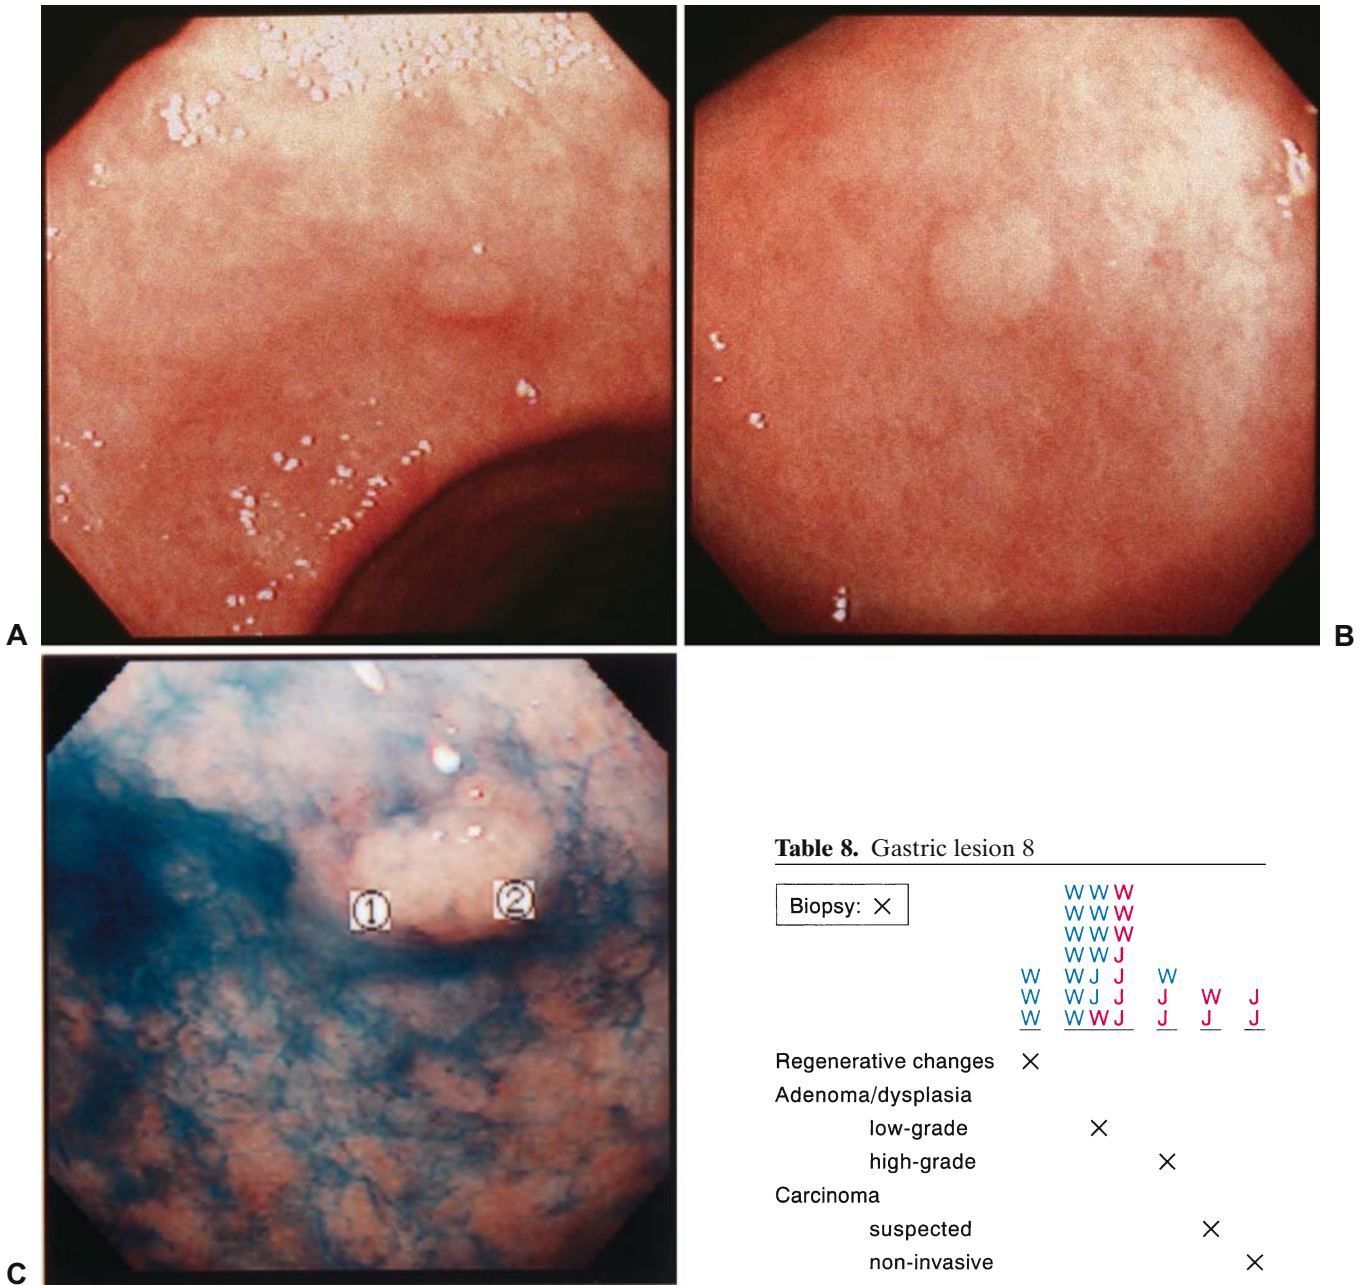 A
B
① ②
C
Table 8. Gastric lesion 8
Biopsy: ×
W W W
W W W
W W W
W W J
W W J J W
W W J J J W J
W W W J J J J
Regenerative changes ×
Adenoma/dysplasia
low-grade ×
high-grade ×
Carcinoma
suspected ×
non-invasive ×